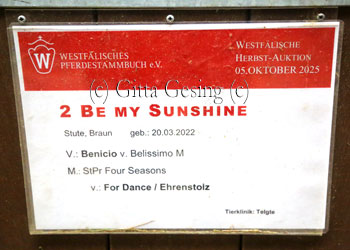 WESTFÄLISCHES
PFERDESTAMMBUCH e.V.
WESTFÄLISCHE
HERBST-AUKTION
05.OKTOBER 2025
(c) Gitta Gesing (c)
2 BE MY SUNSHINE
Stute, Braun geb.: 20.03.2022
V.: Benicio v. Belissimo M
M.: StPr Four Seasons
v.: For Dance / Ehrenstolz
Tierklinik: Telgte